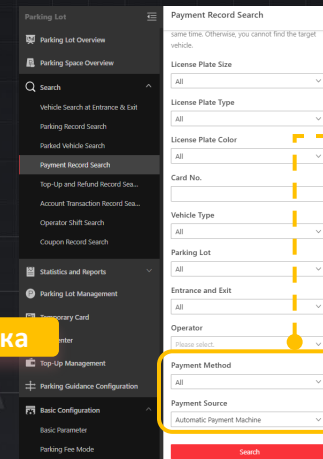 Parking Lot
Parking Lot Overview
Parking Space Overview
Search
Vehicle Search at Entrance & Exit
Parking Record Search
Parked Vehicle Search
Payment Record Search
Top-Up and Refund Record Sea...
Account Transaction Record Sea...
Operator Shift Search
Coupon Record Search
Statistics and Reports
Parking Lot Management
Temporary Card
ка
enter
Top-Up Management
Parking Guidance Configuration
Basic Configuration
Basic Parameter
Parking Fee Mode
Payment Record Search
same time. Otherwise, you cannot find the target
vehicle.
License Plate Size
All
License Plate Type
All
License Plate Color
All
Card No.
Vehicle Type
All
Parking Lot
All
Entrance and Exit
All
Operator
Please select.
Payment Method
All
Payment Source
Automatic Payment Machine
Search